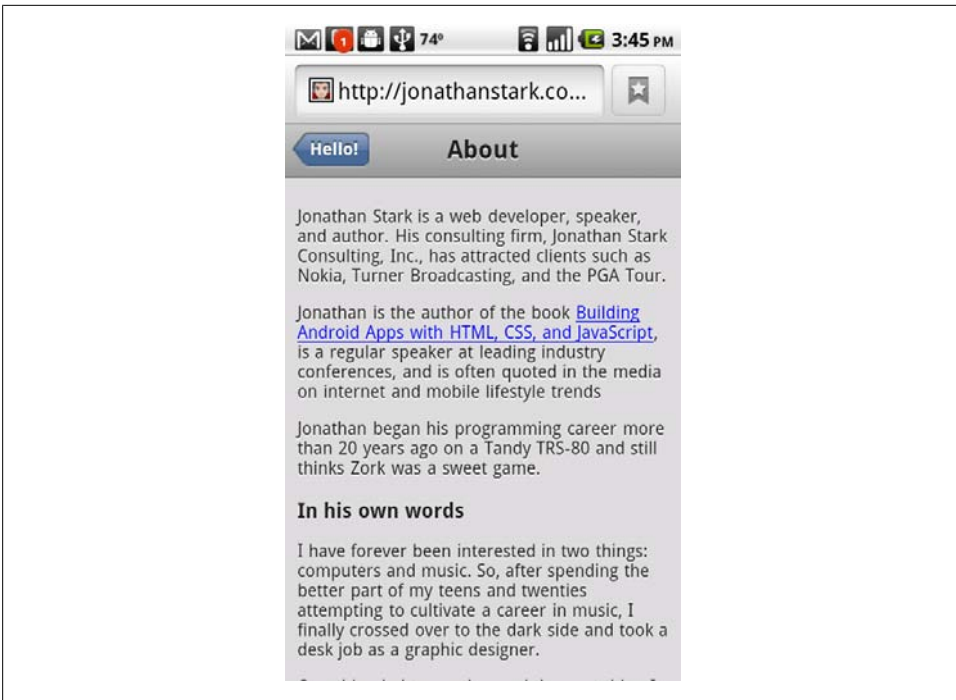 1 74° 3:45 PM
http://jonathanstark.co...
Hello! About
Jonathan Stark is a web developer, speaker,
and author. His consulting firm, Jonathan Stark
Consulting, Inc., has attracted clients such as
Nokia, Turner Broadcasting, and the PGA Tour.
Jonathan is the author of the book Building
Android Apps with HTML, CSS, and JavaScript,
is a regular speaker at leading industry
conferences, and is often quoted in the media
on internet and mobile lifestyle trends
Jonathan began his programming career more
than 20 years ago on a Tandy TRS-80 and still
thinks Zork was a sweet game.
In his own words
I have forever been interested in two things:
computers and music. So, after spending the
better part of my teens and twenties
attempting to cultivate a career in music, I
finally crossed over to the dark side and took a
desk job as a graphic designer.